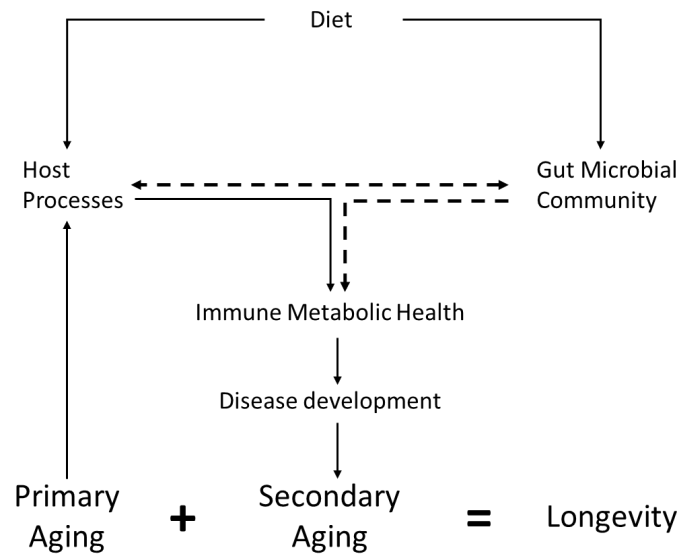 Diet
Host
Processes
Gut Microbial
Community
Immune Metabolic Health
Disease development
Primary
Aging
+
Secondary
Aging
=
Longevity